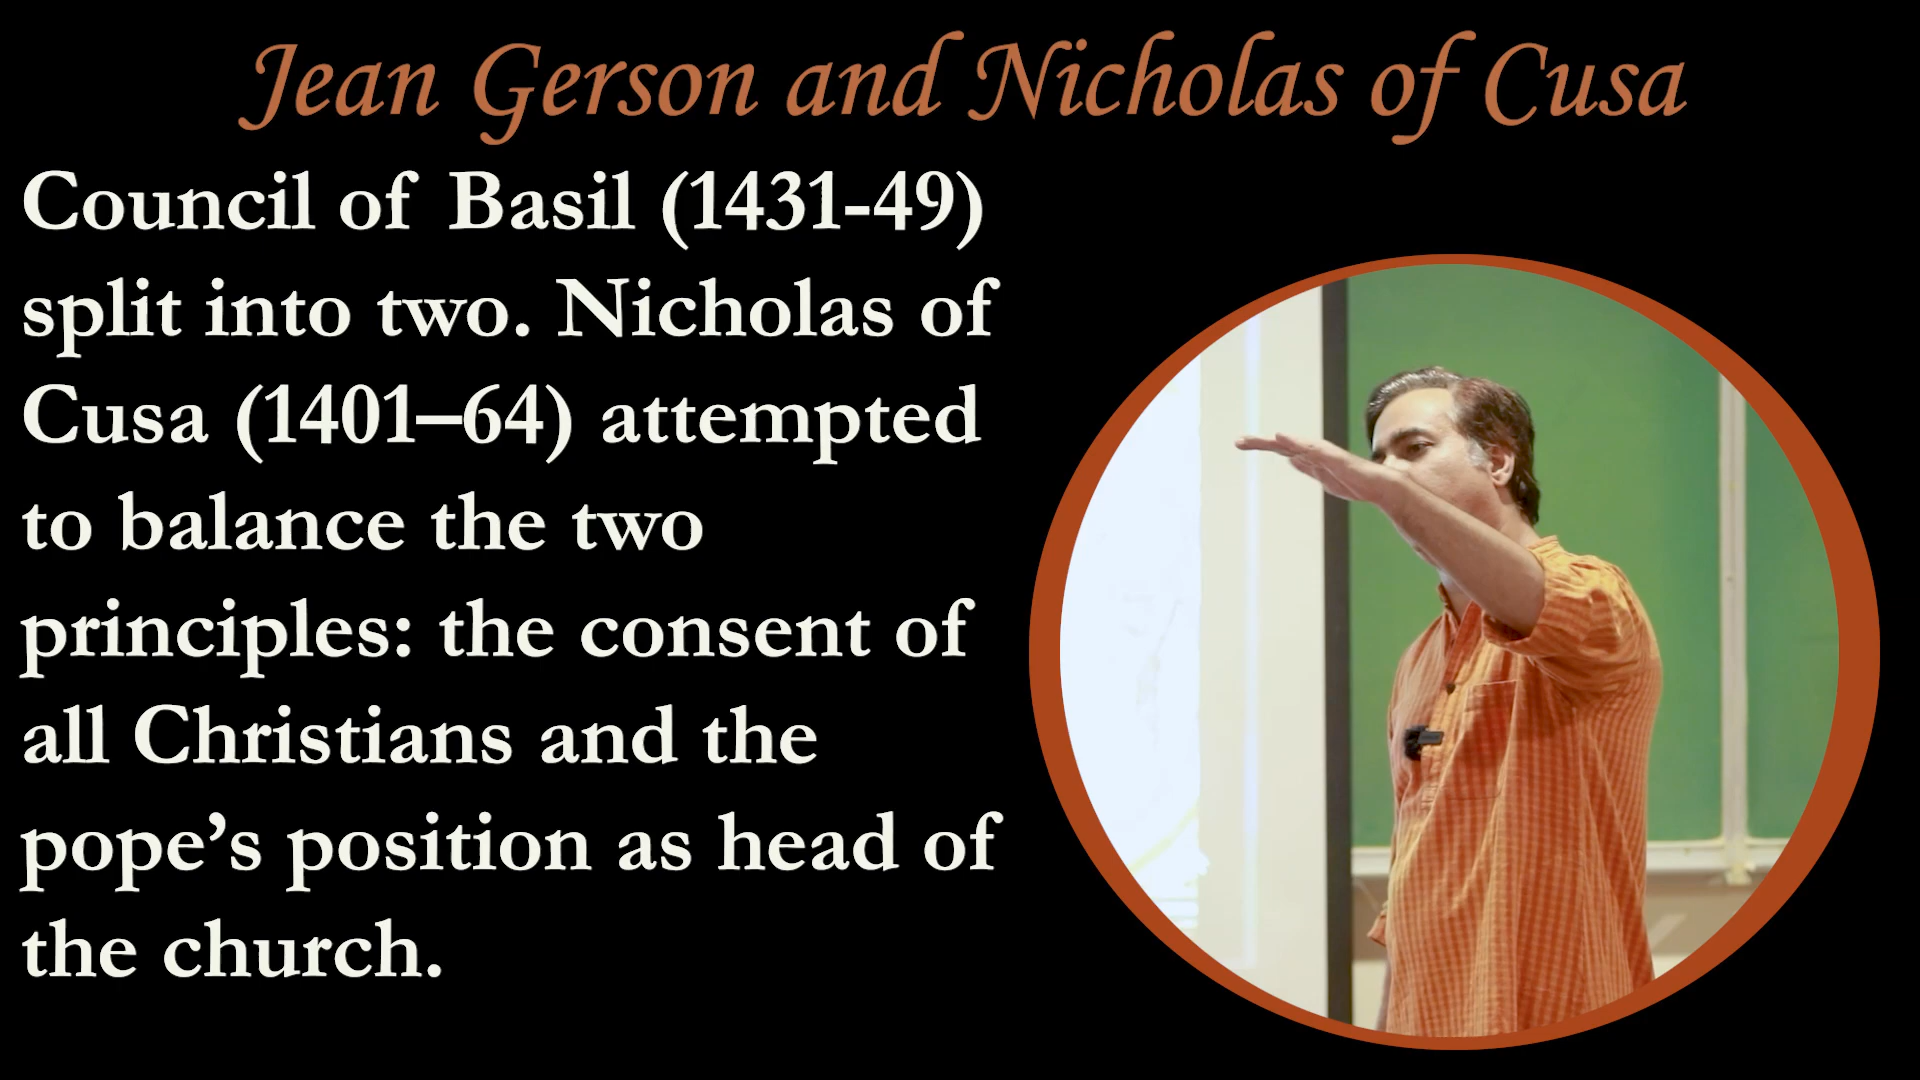 Jean Gerson and Nicholas of Cusa
Council of Basil (1431-49)
split into two. Nicholas of
Cusa (1401–64) attempted
to balance the two
principles: the consent of
all Christians and the
pope’s position as head of
the church.